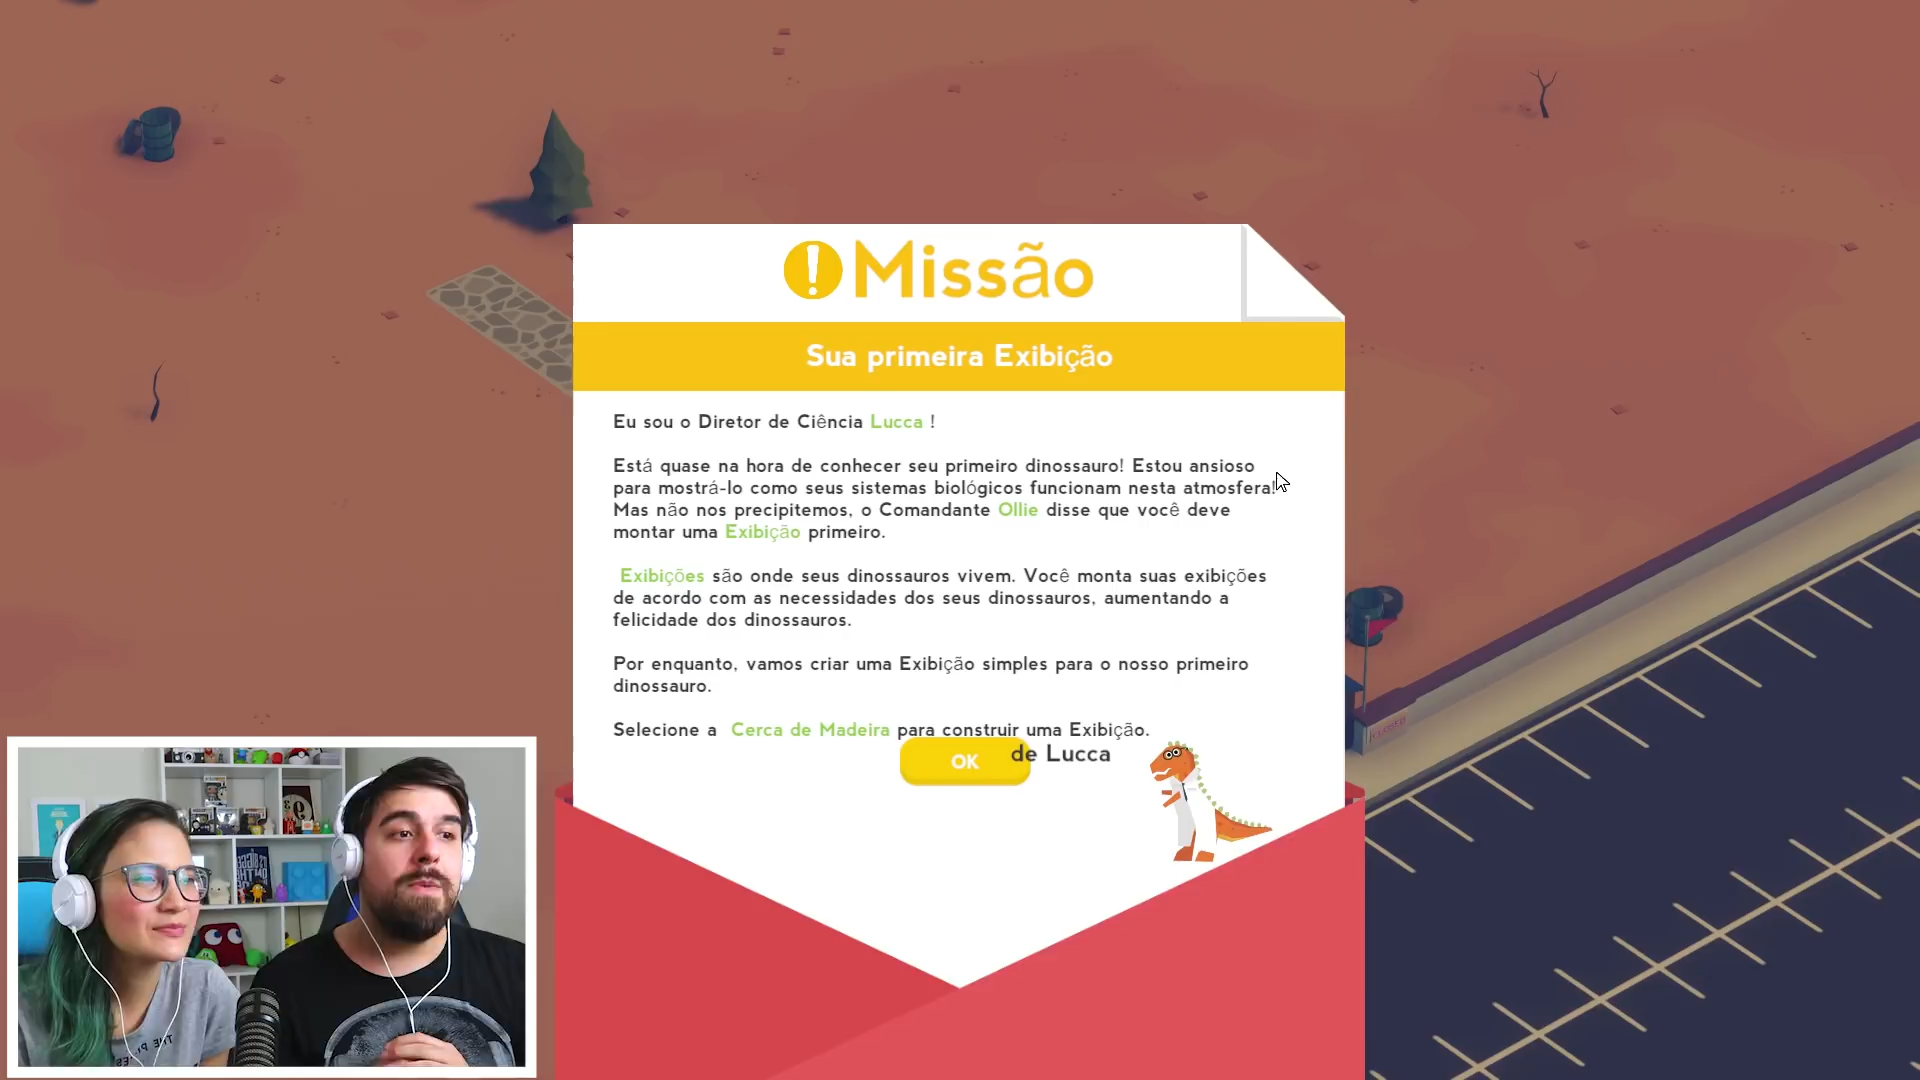 Missão
Sua primeira Exibição
Eu sou o Diretor de Ciência Lucca !
Está quase na hora de conhecer seu primeiro dinossauro! Estou ansioso
para mostrá-lo como seus sistemas biológicos funcionam nesta atmosfera!
Mas não nos precipitemos, o Comandante Ollie disse que você deve
montar uma Exibição primeiro.
Exibições são onde seus dinossauros vivem. Você monta suas exibições
de acordo com as necessidades dos seus dinossauros, aumentando a
felicidade dos dinossauros.
Por enquanto, vamos criar uma Exibição simples para o nosso primeiro
dinossauro.
Selecione a Cerca de Madeira para construir uma Exibição.
de Lucca
OK